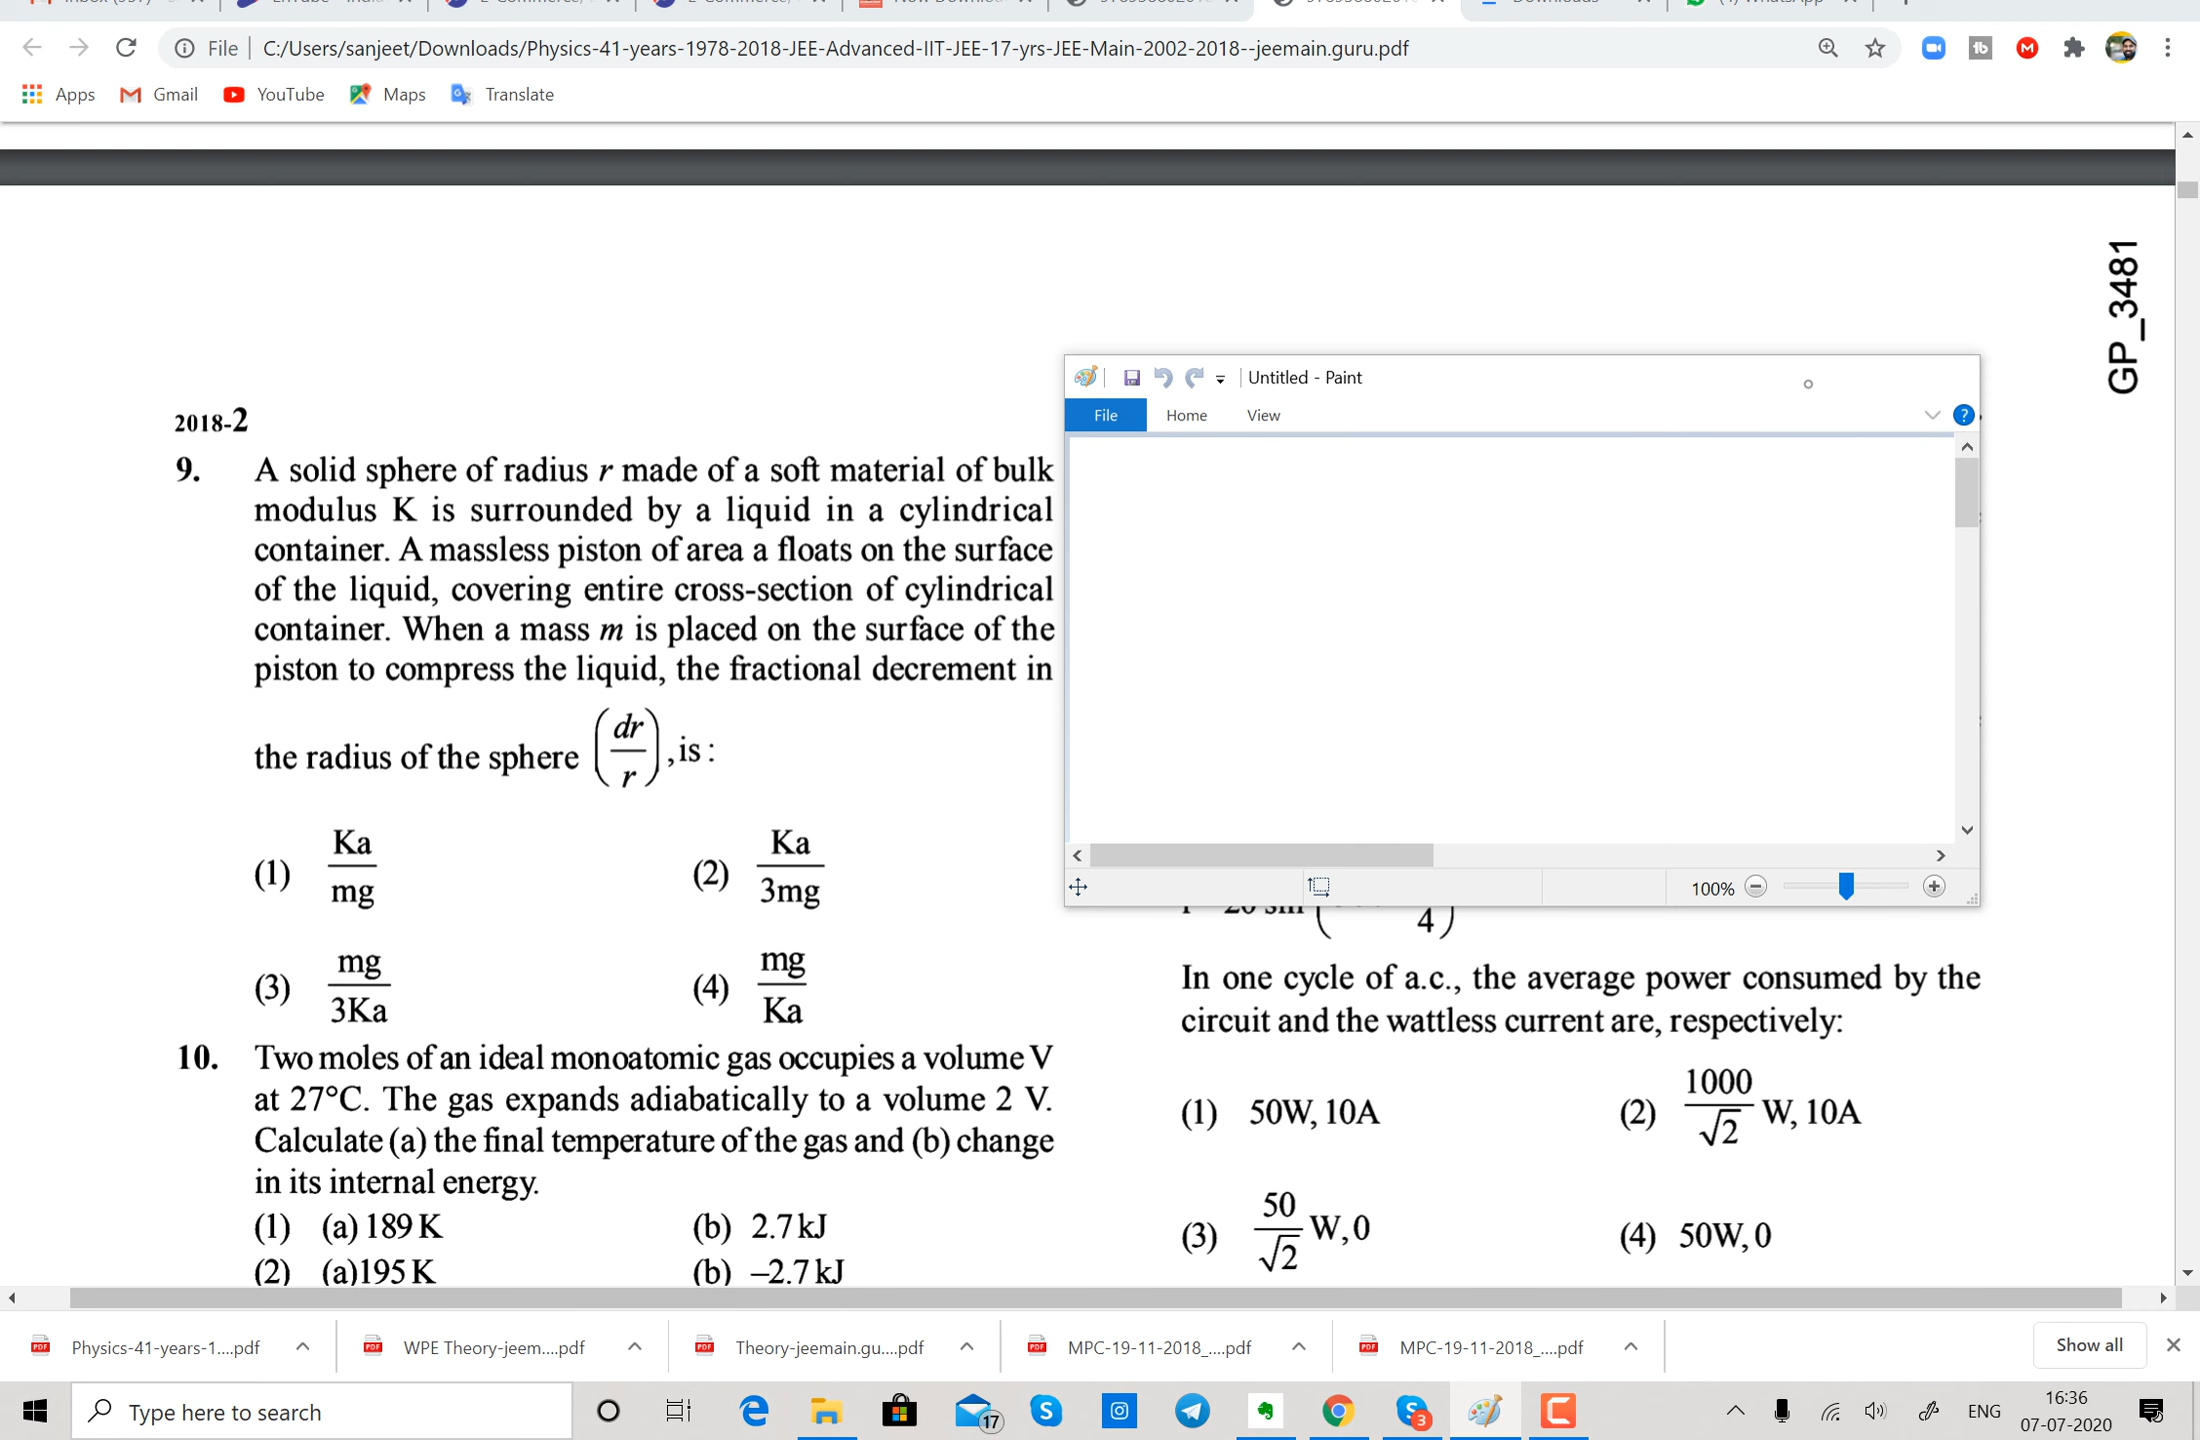 File C:/Users/sanjeet/Downloads/Physics-41-years-1978-2018-JEE-Advanced-IIT-JEE-17-yrs-JEE-Main-2002-2018--jeemain.guru.pdf
Apps Gmail YouTube Maps Translate
GP_3481
2018-2
9. A solid sphere of radius r made of a soft material of bulk
modulus K is surrounded by a liquid in a cylindrical
container. A massless piston of area a floats on the surface
of the liquid, covering entire cross-section of cylindrical
container. When a mass m is placed on the surface of the
piston to compress the liquid, the fractional decrement in
the radius of the sphere (dr/r), is :
(1) Ka/mg (2) Ka/3mg
(3) mg/3Ka (4) mg/Ka
10. Two moles of an ideal monoatomic gas occupies a volume V
at 27°C. The gas expands adiabatically to a volume 2 V.
Calculate (a) the final temperature of the gas and (b) change
in its internal energy.
(1) (a) 189 K (b) 2.7 kJ
(2) (a)195 K (b) –2.7 kJ
Untitled - Paint
File Home View
100%
4)
In one cycle of a.c., the average power consumed by the
circuit and the wattless current are, respectively:
(1) 50W, 10A (2) 1000/√2 W, 10A
(3) 50/√2 W, 0 (4) 50W, 0
Physics-41-years-1....pdf WPE Theory-jeem....pdf Theory-jeemain.gu....pdf MPC-19-11-2018_....pdf MPC-19-11-2018_....pdf Show all
Type here to search 17 3 ENG 16:36
07-07-2020